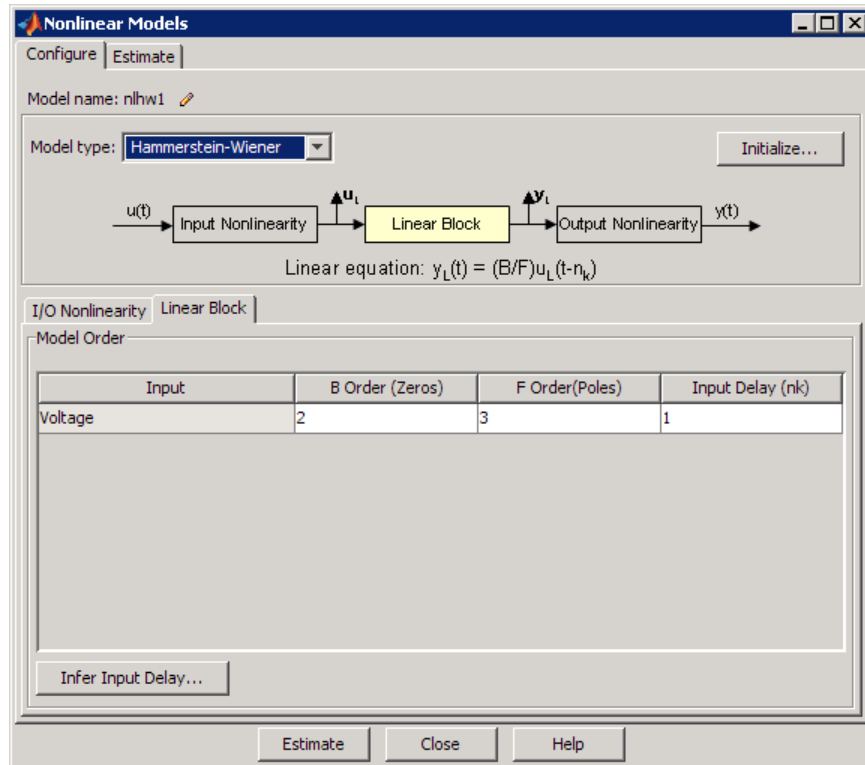 Nonlinear Models
Configure Estimate
Model name: nlhw1
Model type: Hammerstein-Wiener Initialize...
u(t) Input Nonlinearity uL Linear Block yL Output Nonlinearity y(t)
Linear equation: yL(t) = (B/F)uL(t-nk)
I/O Nonlinearity Linear Block
Model Order
Input B Order (Zeros) F Order(Poles) Input Delay (nk)
Voltage 2 3 1
Infer Input Delay...
Estimate Close Help